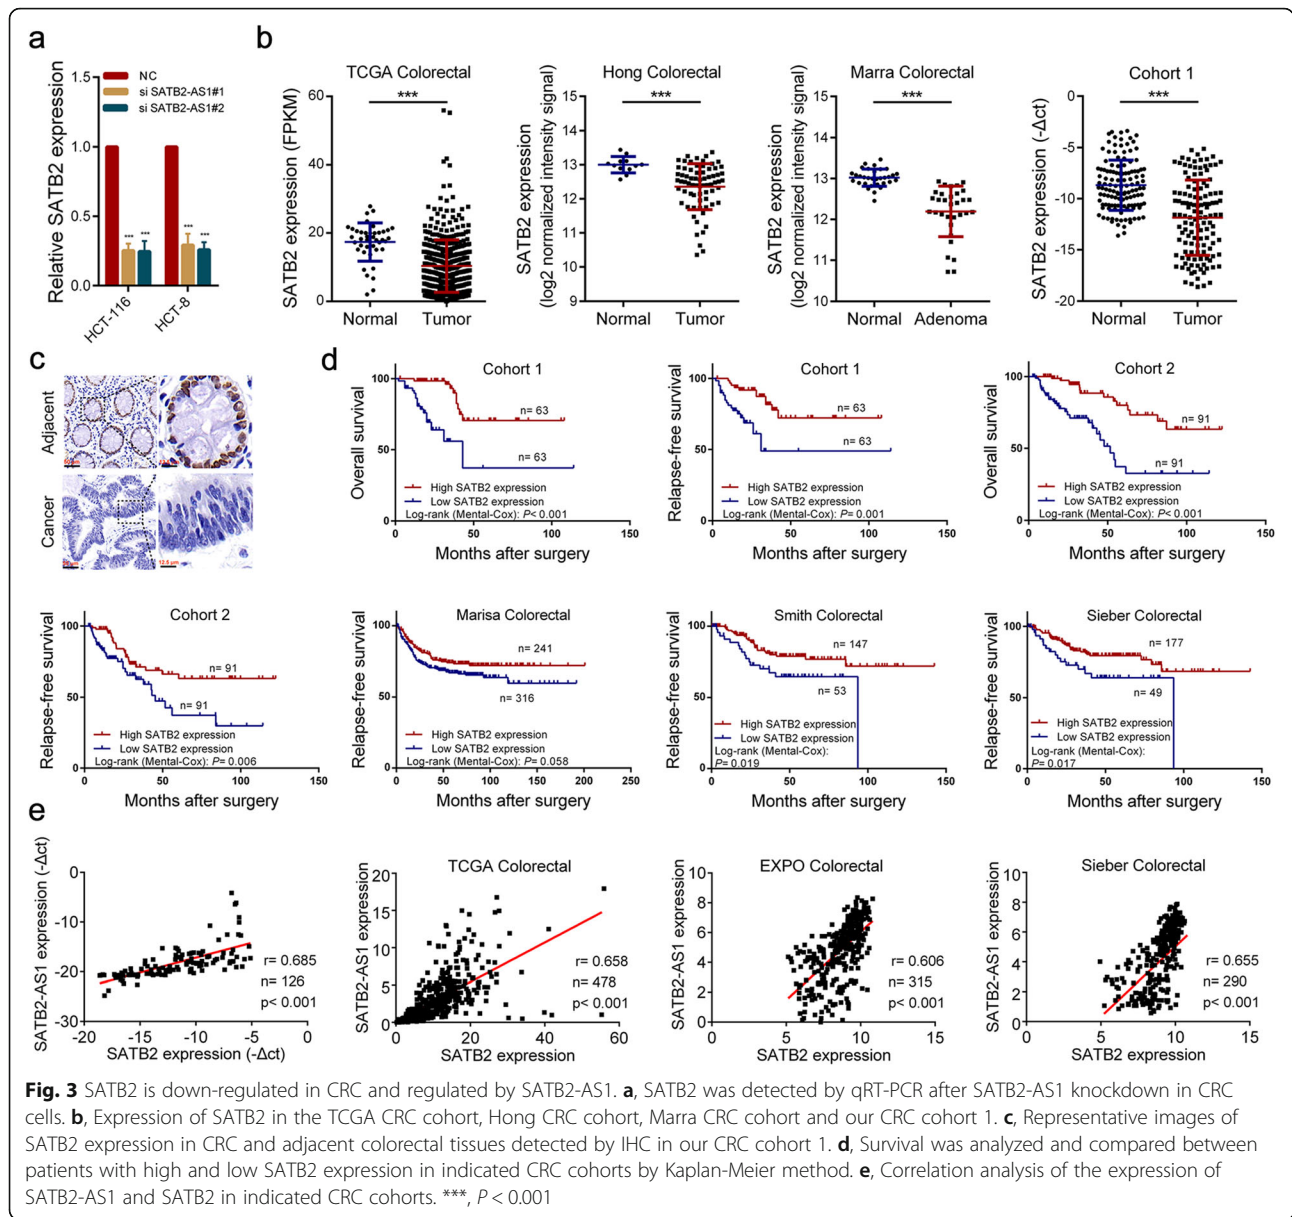 a
Relative SATB2 expression
1.5
1.0
0.5
0.0
NC
si SATB2-AS1#1
si SATB2-AS1#2
*** *** *** ***
HCT-116 HCT-8
b
TCGA Colorectal
SATB2 expression (FPKM)
60
40
20
0
***
Normal Tumor
Hong Colorectal
SATB2 expression
(log2 normalized intensity signal)
15
14
13
12
11
10
9
***
Normal Tumor
Marra Colorectal
SATB2 expression
(log2 normalized intensity signal)
15
14
13
12
11
10
***
Normal Adenoma
Cohort 1
SATB2 expression (-Δct)
0
-5
-10
-15
-20
***
Normal Tumor
c
Adjacent
Cancer
12.5 μm
d
Cohort 1
Overall survival
100
50
0
n= 63
n= 63
High SATB2 expression
Low SATB2 expression
Log-rank (Mental-Cox): P< 0.001
0 50 100 150
Months after surgery
Cohort 1
Relapse-free survival
100
50
0
n= 63
n= 63
High SATB2 expression
Low SATB2 expression
Log-rank (Mental-Cox): P= 0.001
0 50 100 150
Months after surgery
Cohort 2
Overall survival
100
50
0
n= 91
n= 91
High SATB2 expression
Low SATB2 expression
Log-rank (Mental-Cox): P< 0.001
0 50 100 150
Months after surgery
Cohort 2
Relapse-free survival
100
50
0
n= 91
n= 91
High SATB2 expression
Low SATB2 expression
Log-rank (Mental-Cox): P= 0.006
0 50 100 150
Months after surgery
Marisa Colorectal
Relapse-free survival
100
50
0
n= 241
n= 316
High SATB2 expression
Low SATB2 expression
Log-rank (Mental-Cox): P= 0.058
0 50 100 150 200 250
Months after surgery
Smith Colorectal
Relapse-free survival
100
50
0
n= 147
n= 53
High SATB2 expression
Low SATB2 expression
Log-rank (Mental-Cox):
P= 0.019
0 50 100 150
Months after surgery
Sieber Colorectal
Relapse-free survival
100
50
0
n= 177
n= 49
High SATB2 expression
Low SATB2 expression
Log-rank (Mental-Cox):
P= 0.017
0 50 100 150
Months after surgery
e
SATB2-AS1 expression (-Δct)
0
-10
-20
-30
r= 0.685
n= 126
p< 0.001
-20 -15 -10 -5 0
SATB2 expression (-Δct)
TCGA Colorectal
SATB2-AS1 expression
20
15
10
5
0
r= 0.658
n= 478
p< 0.001
0 20 40 60
SATB2 expression
EXPO Colorectal
SATB2-AS1 expression
10
8
6
4
2
0
r= 0.606
n= 315
p< 0.001
0 5 10 15
SATB2 expression
Sieber Colorectal
SATB2-AS1 expression
10
8
6
4
2
0
r= 0.655
n= 290
p< 0.001
0 5 10 15
SATB2 expression
Fig. 3 SATB2 is down-regulated in CRC and regulated by SATB2-AS1. a, SATB2 was detected by qRT-PCR after SATB2-AS1 knockdown in CRC
cells. b, Expression of SATB2 in the TCGA CRC cohort, Hong CRC cohort, Marra CRC cohort and our CRC cohort 1. c, Representative images of
SATB2 expression in CRC and adjacent colorectal tissues detected by IHC in our CRC cohort 1. d, Survival was analyzed and compared between
patients with high and low SATB2 expression in indicated CRC cohorts by Kaplan-Meier method. e, Correlation analysis of the expression of
SATB2-AS1 and SATB2 in indicated CRC cohorts. ***, P < 0.001